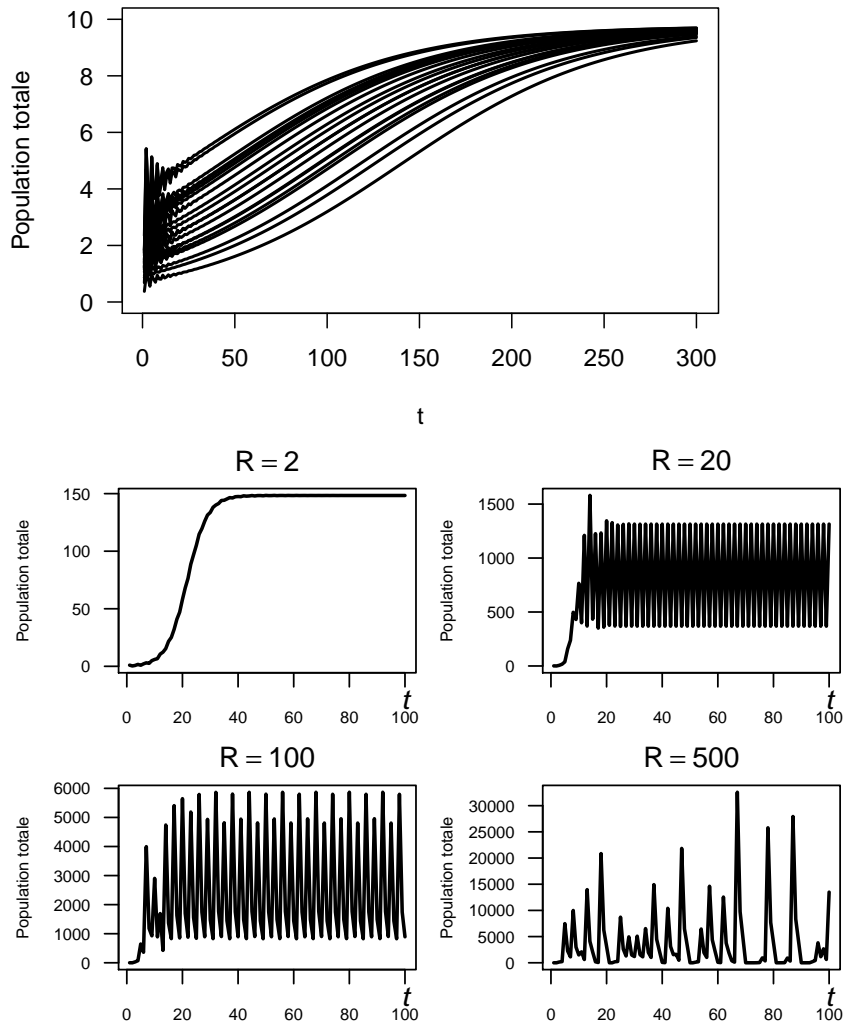 Population totale
10
8
6
4
2
0
0 50 100 150 200 250 300
t
R = 2
Population totale
150
100
50
0
0 20 40 60 80 100
t
R = 20
Population totale
1500
1000
500
0
0 20 40 60 80 100
t
R = 100
Population totale
6000
5000
4000
3000
2000
1000
0
0 20 40 60 80 100
t
R = 500
Population totale
30000
25000
20000
15000
10000
5000
0
0 20 40 60 80 100
t